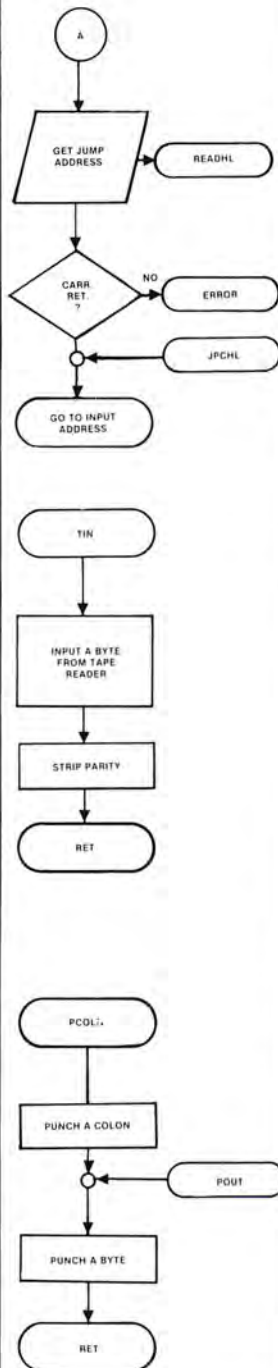 A
GET JUMP
ADDRESS
READHL
CARR.
RET.
?
NO
ERROR
JPCHL
GO TO INPUT
ADDRESS
TIN
INPUT A BYTE
FROM TAPE
READER
STRIP PARITY
RET
PUNCH A COLON
POUT
PUNCH A BYTE
RET